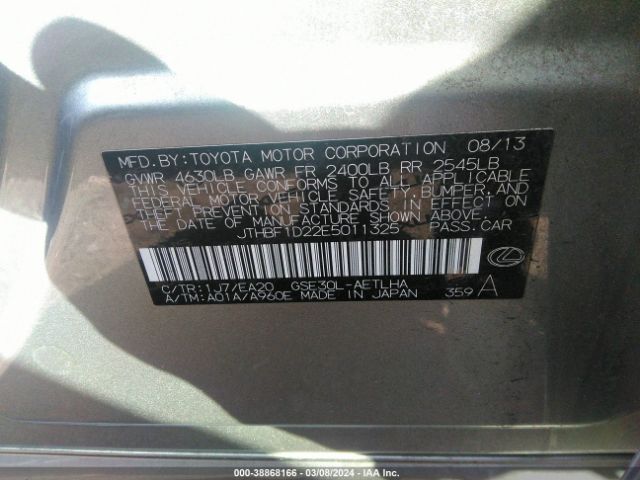 MFD.BY:TOYOTA MOTOR CORPORATION 08/13
GVWR 4630LB GAWR FR 2400LB RR 2545LB
THIS VEHICLE CONFORMS TO ALL APPLICABLE
FEDERAL MOTOR VEHICLE SAFETY, BUMPER, AND
THEFT PREVENTION STANDARDS IN EFFECT ON
THE DATE OF MANUFACTURE SHOWN ABOVE.
JTHBF1D22E5011325 PASS.CAR
C/TR:1J7/EA20 GSE30L-AETLHA
A/TM:A01A/A960E MADE IN JAPAN 359 A
000-38868166 — 03/08/2024 — IAA Inc.